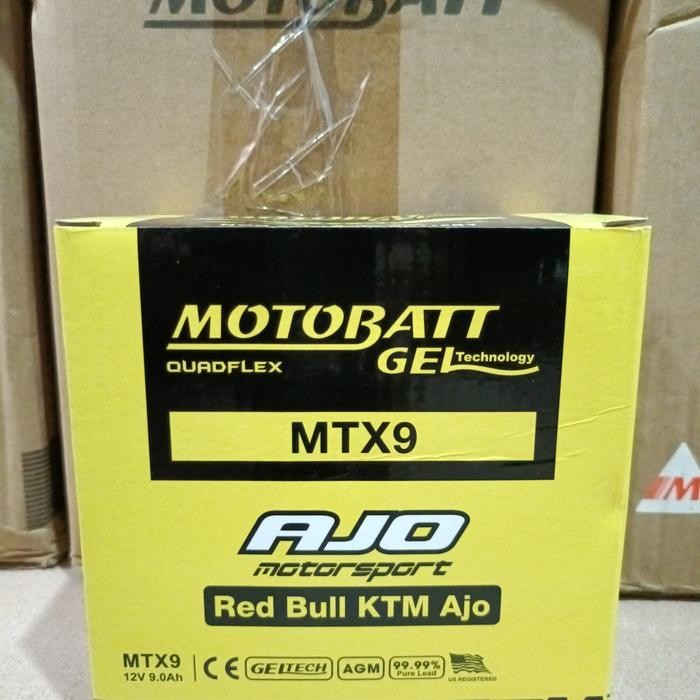 MOTOBATT
MOTOBATT
GEL Technology
QUADFLEX
MTX9
AJO
motorsport
Red Bull KTM Ajo
MTX9
12V 9.0Ah
CE
GELTECH
AGM
99.99%
Pure Lead
US REGISTERED
M